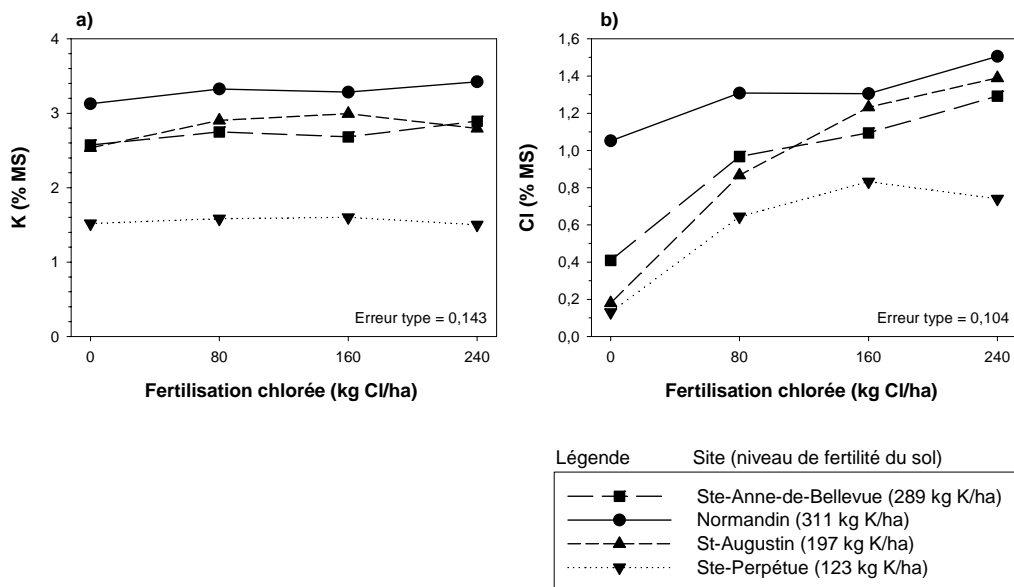 a)
4
3
2
1
0
K (% MS)
Erreur type = 0,143
0 80 160 240
Fertilisation chlorée (kg Cl/ha)
b)
1,6
1,4
1,2
1,0
0,8
0,6
0,4
0,2
0,0
Cl (% MS)
Erreur type = 0,104
0 80 160 240
Fertilisation chlorée (kg Cl/ha)
Légende Site (niveau de fertilité du sol)
Ste-Anne-de-Bellevue (289 kg K/ha)
Normandin (311 kg K/ha)
St-Augustin (197 kg K/ha)
Ste-Perpétue (123 kg K/ha)